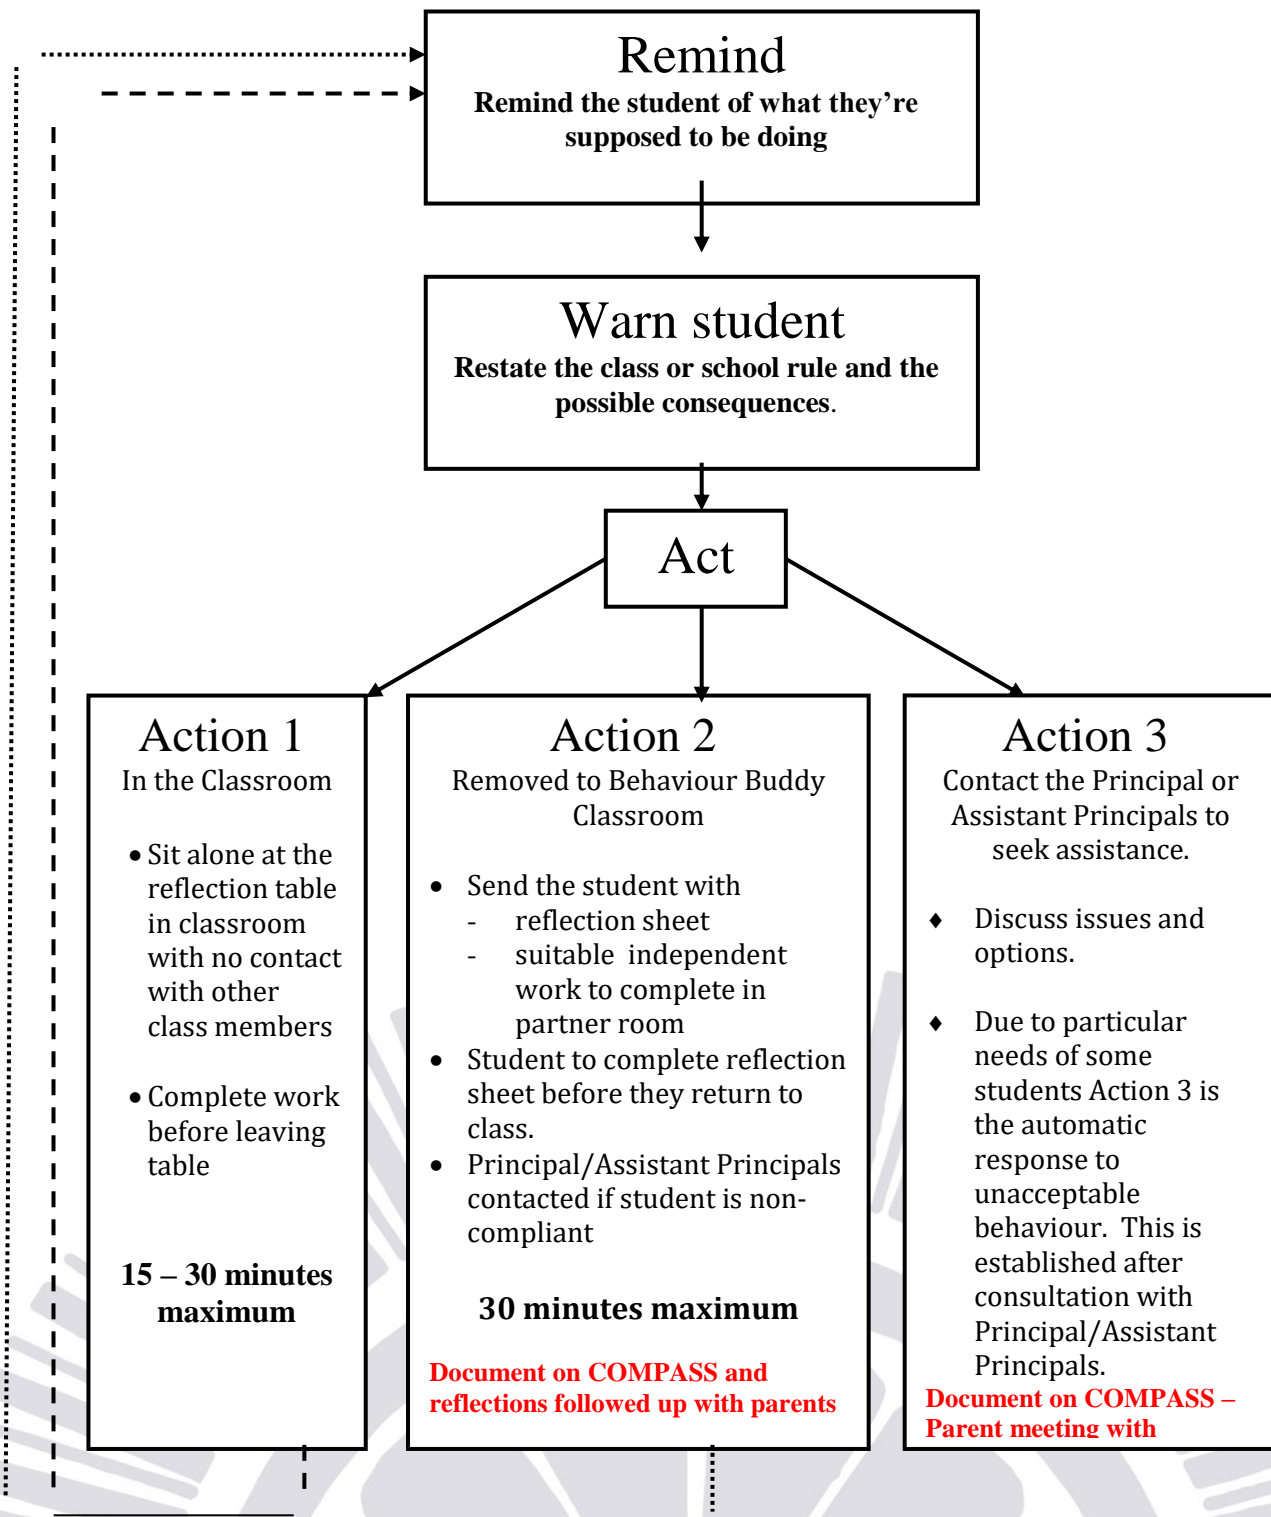 Remind
Remind the student of what they’re
supposed to be doing
Warn student
Restate the class or school rule and the
possible consequences.
Act
Action 1
In the Classroom
• Sit alone at the
reflection table
in classroom
with no contact
with other
class members
• Complete work
before leaving
table
15 – 30 minutes
maximum
Action 2
Removed to Behaviour Buddy
Classroom
• Send the student with
- reflection sheet
- suitable independent
work to complete in
partner room
• Student to complete reflection
sheet before they return to
class.
• Principal/Assistant Principals
contacted if student is non-
compliant
30 minutes maximum
Document on COMPASS and
reflections followed up with parents
Action 3
Contact the Principal or
Assistant Principals to
seek assistance.
♦ Discuss issues and
options.
♦ Due to particular
needs of some
students Action 3 is
the automatic
response to
unacceptable
behaviour. This is
established after
consultation with
Principal/Assistant
Principals.
Document on COMPASS –
Parent meeting with